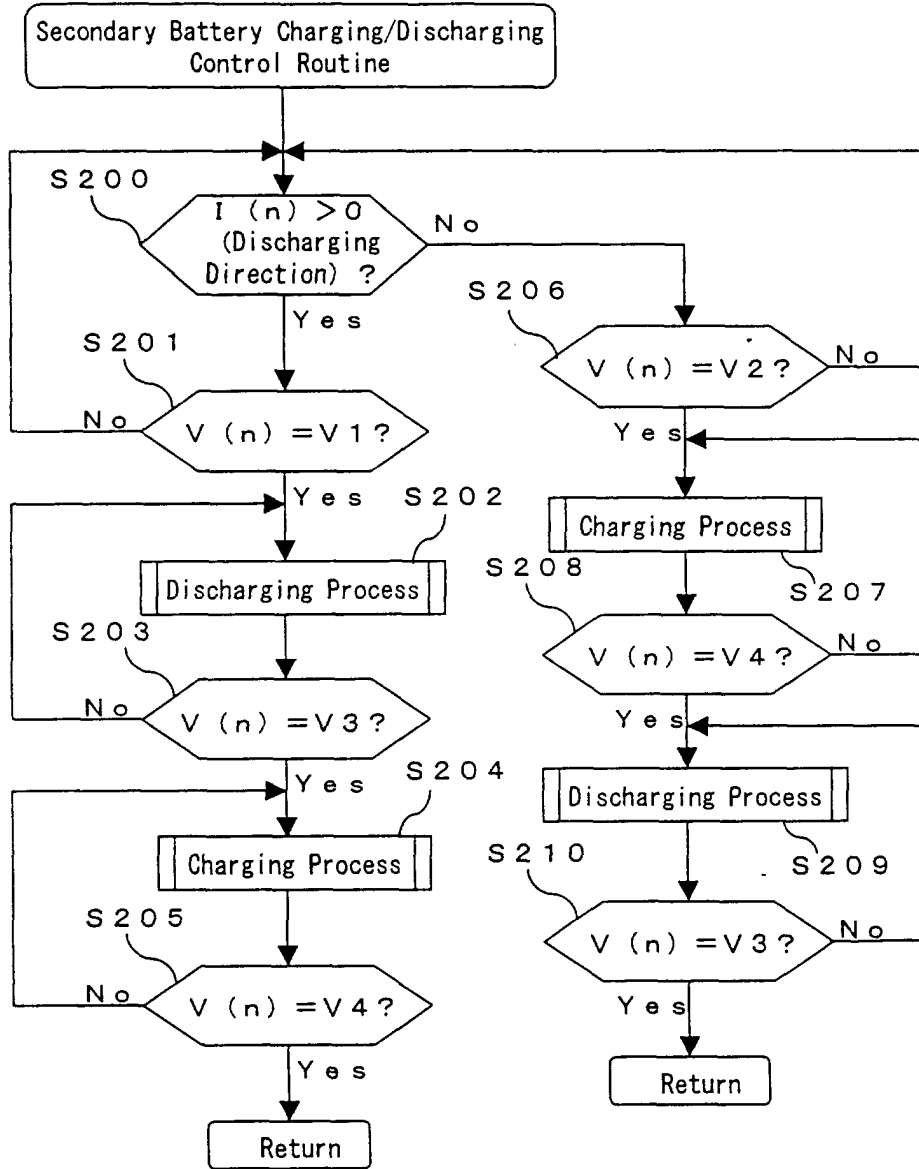 Secondary Battery Charging/Discharging
Control Routine
S200
I (n) >0
(Discharging
Direction) ?
No
Yes
S201
V (n) =V1?
No
Yes
S202
Discharging Process
S203
V (n) =V3?
No
Yes
S204
Charging Process
S205
V (n) =V4?
No
Yes
Return
S206
V (n) =V2?
No
Yes
Charging Process
S207
S208
V (n) =V4?
No
Yes
Discharging Process
S209
S210
V (n) =V3?
No
Yes
Return